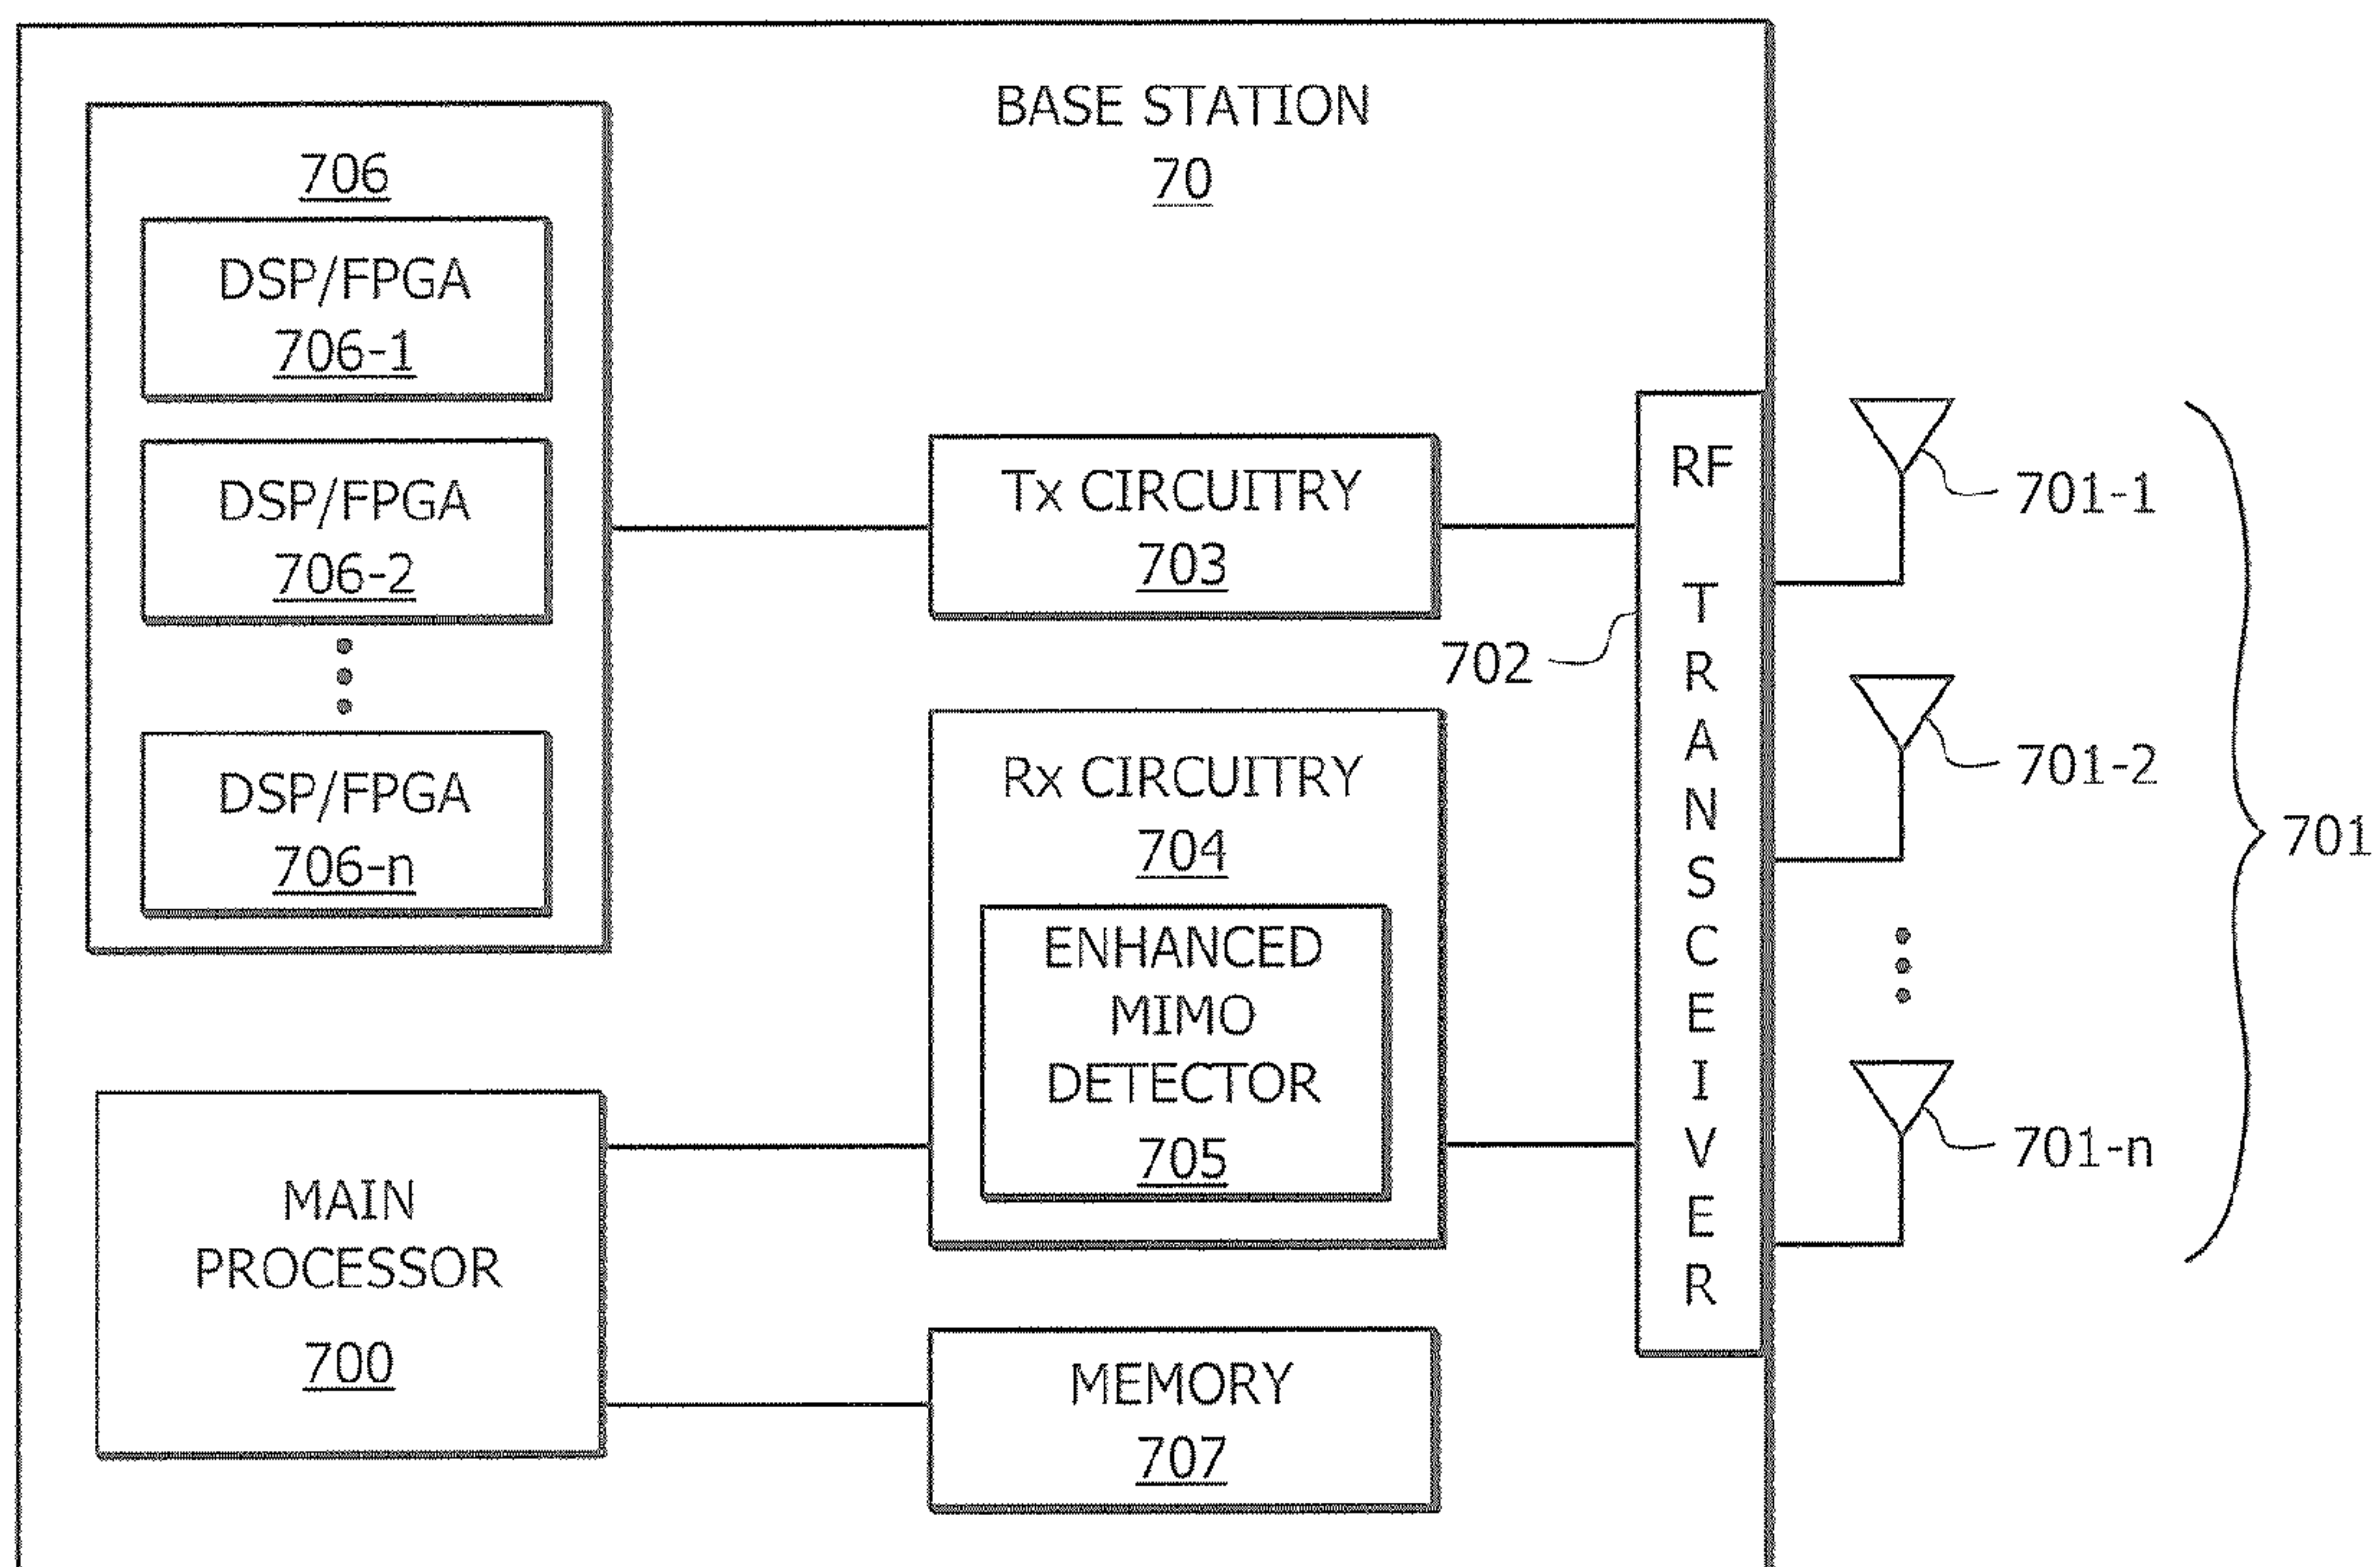 BASE STATION
70
706
DSP/FPGA
706-1
DSP/FPGA
706-2
DSP/FPGA
706-n
Tx CIRCUITRY
703
Rx CIRCUITRY
704
ENHANCED
MIMO
DETECTOR
705
MAIN
PROCESSOR
700
MEMORY
707
702
RF
TRANSCEIVER
701-1
701-2
701-n
701